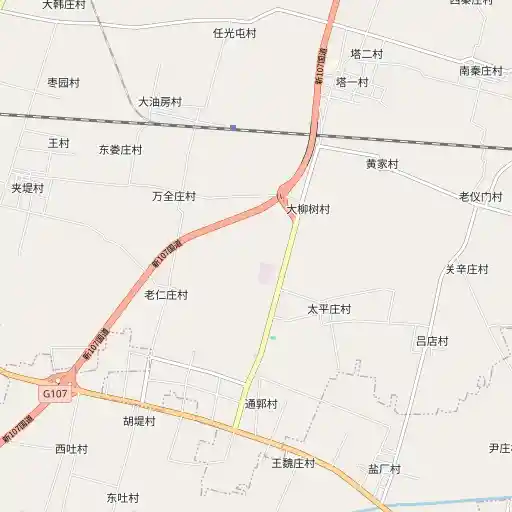 大韩庄村
西秦庄村
任光屯村
塔二村
新107国道
南秦庄村
塔一村
枣园村
大油房村
王村
东娄庄村
黄家村
夹堤村
万全庄村
老仪门村
大柳树村
新107国道
关辛庄村
老仁庄村
太平庄村
吕店村
新107国道
G107
通郭村
胡堤村
新107国道
西吐村
尹庄
王魏庄村
盐厂村
东吐村